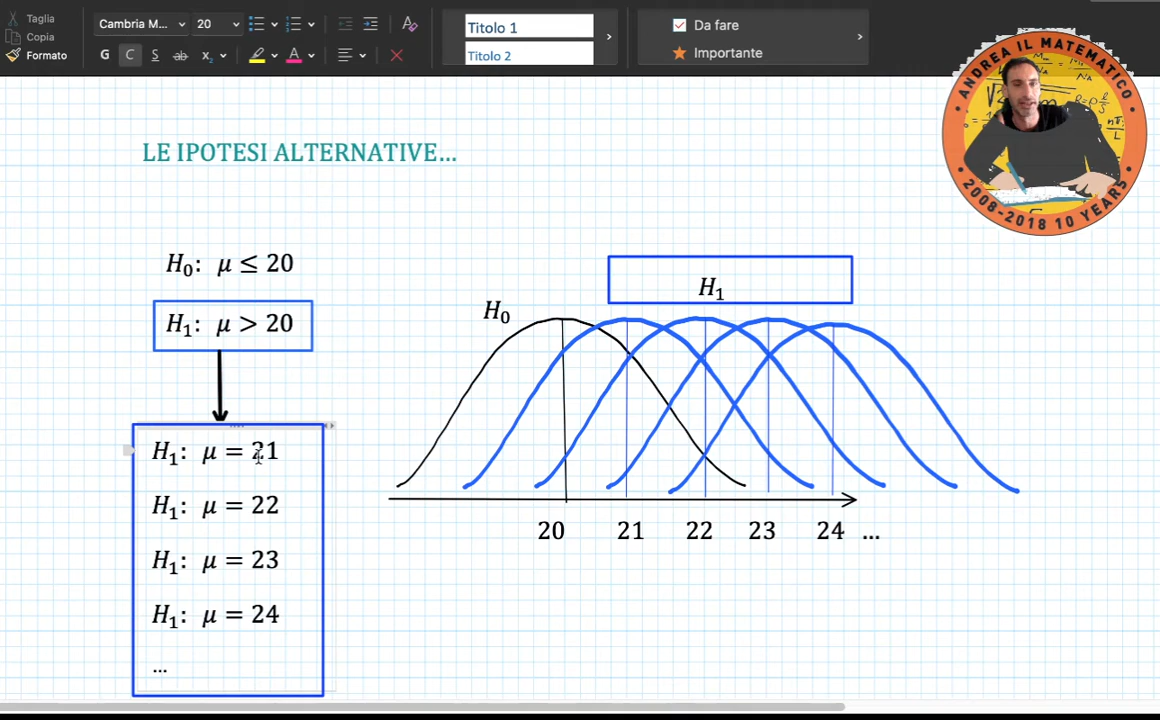 Taglia
Copia
Formato
Cambria M...
20
G C S ab x₂ A
Titolo 1
Titolo 2
Da fare
Importante
ANDREA IL MATEMATICO
2008-2018 10 YEARS
LE IPOTESI ALTERNATIVE...
H₀: μ ≤ 20
H₁: μ > 20
H₁: μ = 21
H₁: μ = 22
H₁: μ = 23
H₁: μ = 24
...
H₁
H₀
20 21 22 23 24 ...